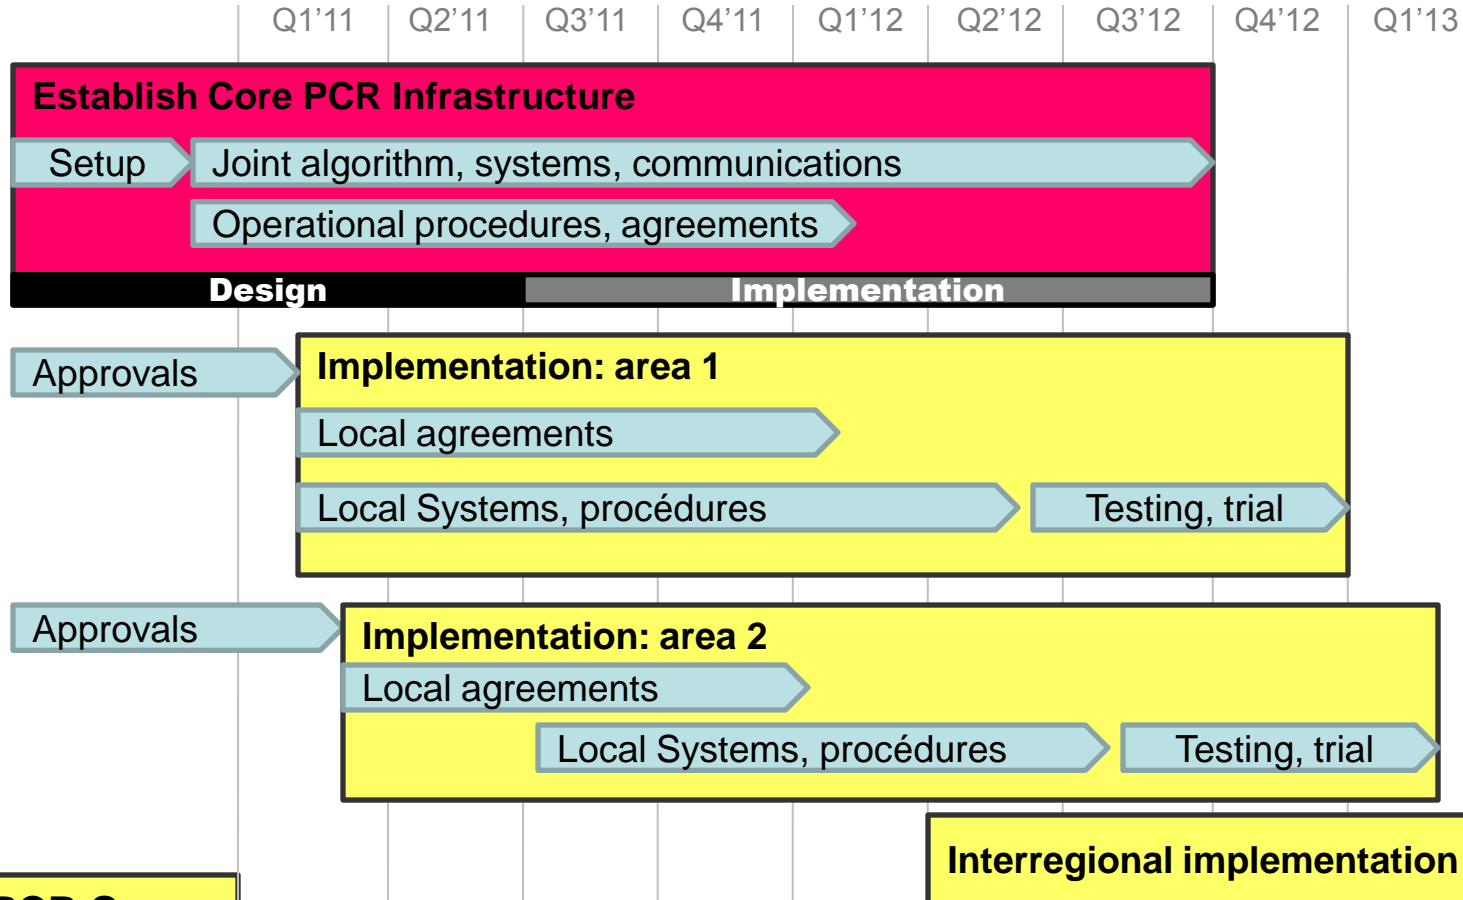 Q1’11 Q2’11 Q3’11 Q4’11 Q1’12 Q2’12 Q3’12 Q4’12 Q1’13
Establish Core PCR Infrastructure
Setup
Joint algorithm, systems, communications
Operational procedures, agreements
Design
Implementation
Approvals
Implementation: area 1
Local agreements
Local Systems, procédures
Testing, trial
Approvals
Implementation: area 2
Local agreements
Local Systems, procédures
Testing, trial
Interregional implementation